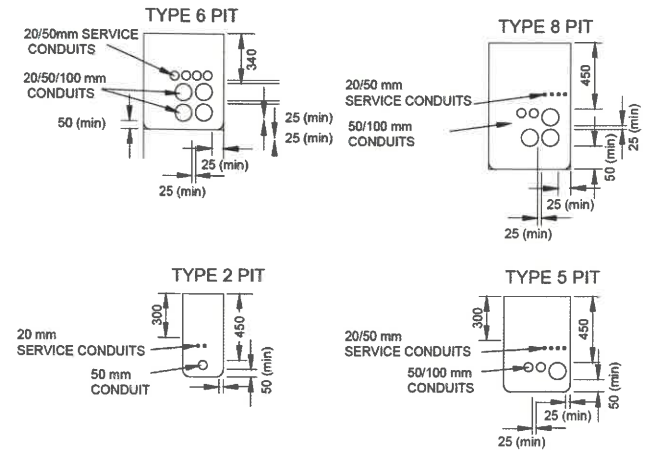 TYPE 6 PIT
20/50mm SERVICE
CONDUITS
20/50/100 mm
CONDUITS
50 (min)
340
25 (min)
25 (min)
25 (min)
25 (min)
TYPE 8 PIT
20/50 mm
SERVICE CONDUITS
50/100 mm
CONDUITS
450
25 (min)
50 (min)
25 (min)
25 (min)
TYPE 2 PIT
300
450
20 mm
SERVICE CONDUITS
50 mm
CONDUIT
50 (min)
TYPE 5 PIT
300
450
20/50 mm
SERVICE CONDUITS
50/100 mm
CONDUITS
50 (min)
25 (min)
25 (min)